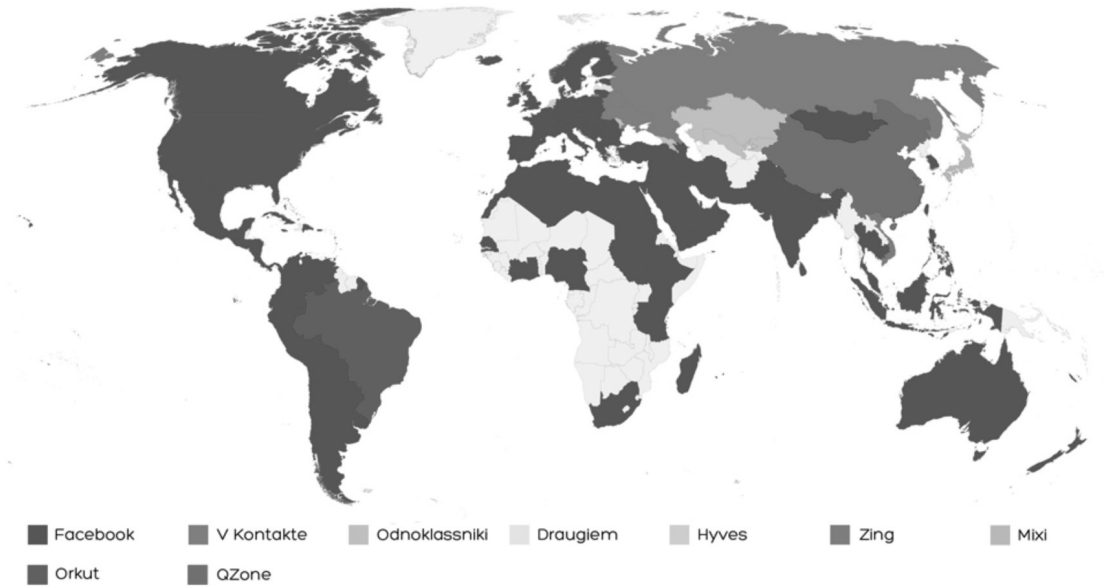 Facebook V Kontakte Odnoklassniki Draugiem Hyves Zing Mixi
Orkut QZone